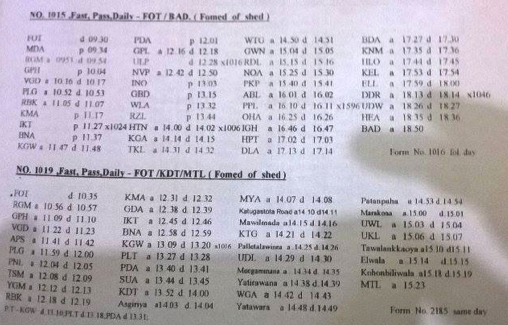 NO. 1015 ,Fast, Pass,Daily - FOT / BAD. ( Fomed of shed )
FOT d 09.30
MDA p 09.34
RGM a 0951 d 09.54
GPH p 10.04
VGD a 10.16 d 10.17
PLG a 10.52 d 10.53
RBK a 11.05 d 11.07
KMA p 11.17
IKT p 11.27 x1024
BNA p 11.37
KGW a 11.47 d 11.48
PDA p 12.01
GPL a 12.16 d 12.18
ULP d 12.28 x1016
NVP a 12.42 d 12.50
INO p 13.03
GBD p 13.15
WLA p 13.32
RZL p 13.44
HTN a 14.00 d 14.02 x1006
KGA a 14.14 d 14.15
TKL a 14.31 d 14.32
WTG a 14.50 d 14.51
GWN a 15.04 d 15.05
RDL a 15.15 d 15.16
NOA a 15.25 d 15.30
PKP a 15.40 d 15.41
ABL a 16.01 d 16.02
PPL a 16.10 d 16.11 x1596
OHA a 16.25 d 16.26
IGH a 16.46 d 16.47
HPT a 17.02 d 17.03
DLA a 17.13 d 17.14
BDA a 17.27 d 17.30
KNM a 17.35 d 17.36
HLO a 17.44 d 17.45
KEL a 17.53 d 17.54
ELL a 17.59 d 18.00
DDR a 18.13 d 18.14 x1046
UDW a 18.26 d 18.27
HEA a 18.35 d 18.36
BAD a 18.50
Form No. 1016 fol day
NO. 1019 ,Fast, Pass,Daily - FOT /KDT/MTL ( Fomed of shed )
.FOT d 10.35
RGM a 10.56 d 10.57
GPH a 11.09 d 11.10
VGD a 11.22 d 11.23
APS a 11.41 d 11.42
PLG a 11.59 d 12.00
PNL a 12.04 d 12.05
TSM a 12.08 d 12.09
YGM a 12.12 d 12.13
RBK a 12.18 d 12.19
KMA a 12.31 d 12.32
GDA a 12.38 d 12.39
IKT a 12.45 d 12.46
BNA a 12.58 d 12.59
KGW a 13.09 d 13.20 x1016
PLT a 13.27 d 13.28
PDA a 13.40 d 13.41
SUA a 13.44 d 13.45
KDT a 13.52 d 14.00
Asgiriya a14.03 d 14.04
MYA a 14.07 d 14.08
Katugastota Road a14.10 d14.11
Mawilmada a 14.15 d 14.16
KTG a 14.21 d 14.22
Palletalawinna a 14.25 d 14.26
UDL a 14.29 d 14.30
a 14.34 d 14.35
Yatirawana a 14.38 d 14.39
WGA a 14.42 d 14.43
Yatawara a 14.48 d 14.49
Patanpaha a 14.53 d 14.54
Marukona a 15.00 d 15.01
UWL a 15.03 d 15.04
UKL a 15.06 d 15.07
Tawalankaoya a15.10 d15.11
Elwala a 15.14 d15.15
Kohombiliwala a15.18 d15.19
MTL a 15.23
P.T - KGW d.13.10;PLT d.13.18;PDA d 13.31;
Form No. 2185 same day